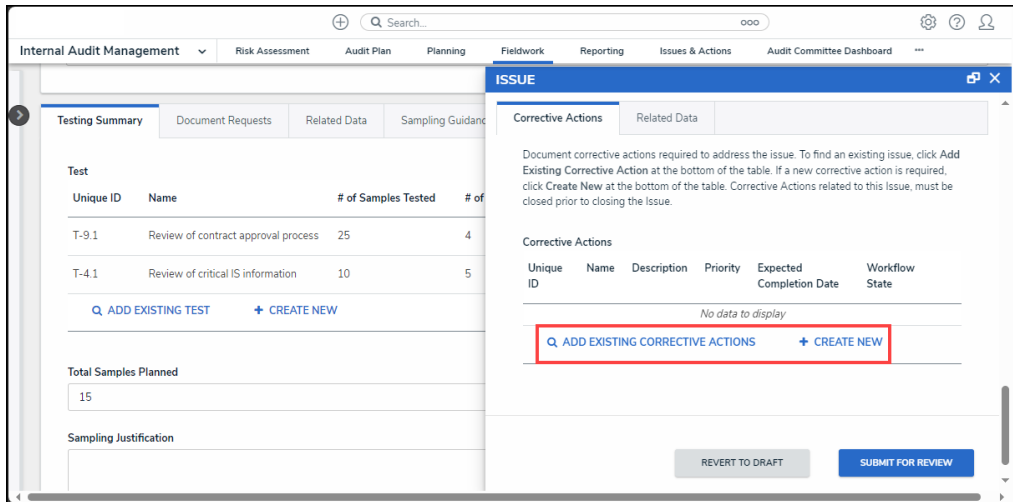 Search...
Internal Audit Management
Risk Assessment
Audit Plan
Planning
Fieldwork
Reporting
Issues & Actions
Audit Committee Dashboard
Testing Summary
Document Requests
Related Data
Sampling Guidanc
Test
Unique ID Name # of Samples Tested # of
T-9.1 Review of contract approval process 25 4
T-4.1 Review of critical IS information 10 5
ADD EXISTING TEST + CREATE NEW
Total Samples Planned
15
Sampling Justification
ISSUE
Corrective Actions
Related Data
Document corrective actions required to address the issue. To find an existing issue, click Add
Existing Corrective Action at the bottom of the table. If a new corrective action is required,
click Create New at the bottom of the table. Corrective Actions related to this Issue, must be
closed prior to closing the Issue.
Corrective Actions
Unique Name Description Priority Expected Workflow
ID Completion Date State
No data to display
ADD EXISTING CORRECTIVE ACTIONS + CREATE NEW
REVERT TO DRAFT
SUBMIT FOR REVIEW